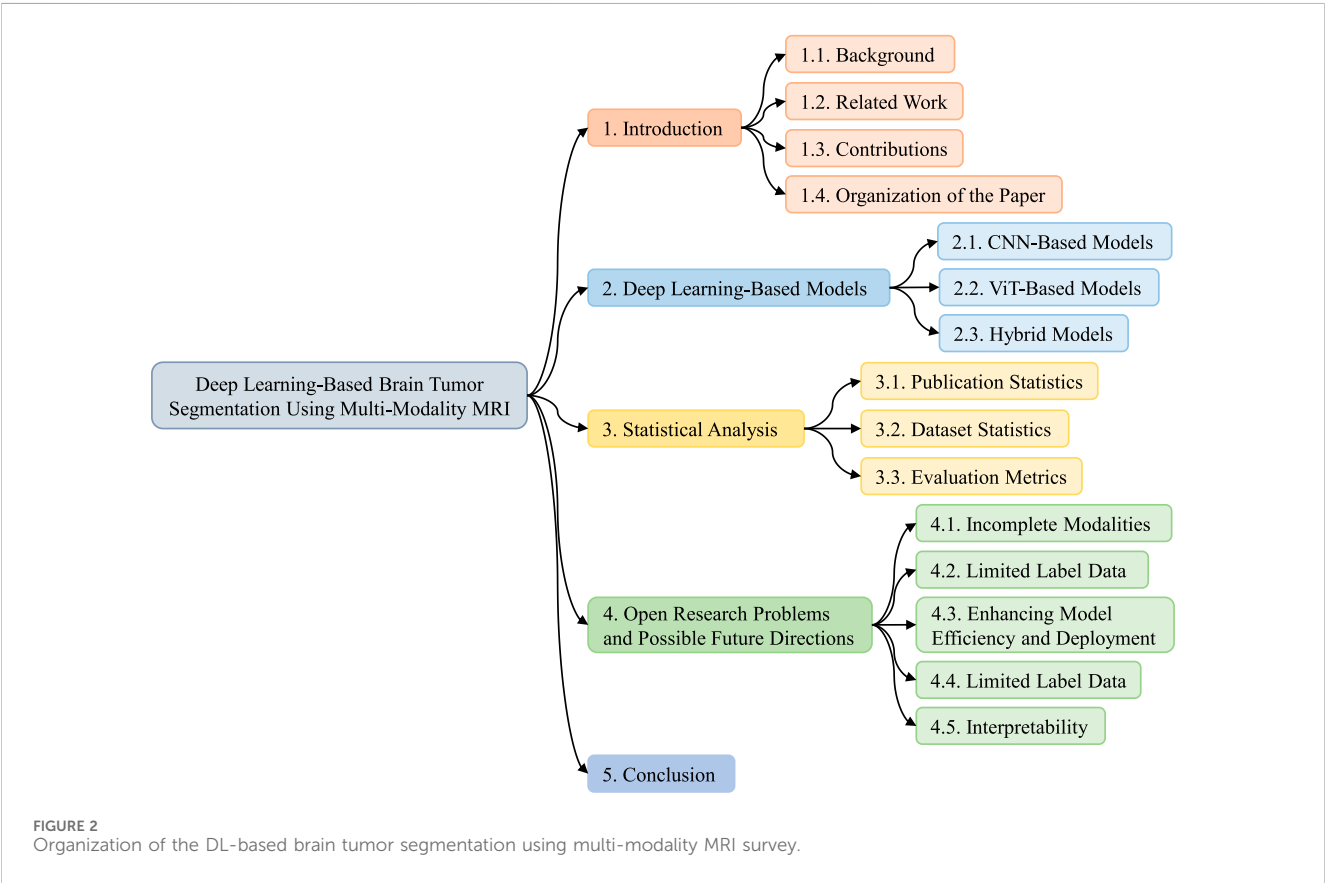 Deep Learning-Based Brain Tumor
Segmentation Using Multi-Modality MRI
1. Introduction
1.1. Background
1.2. Related Work
1.3. Contributions
1.4. Organization of the Paper
2. Deep Learning-Based Models
2.1. CNN-Based Models
2.2. ViT-Based Models
2.3. Hybrid Models
3. Statistical Analysis
3.1. Publication Statistics
3.2. Dataset Statistics
3.3. Evaluation Metrics
4. Open Research Problems
and Possible Future Directions
4.1. Incomplete Modalities
4.2. Limited Label Data
4.3. Enhancing Model
Efficiency and Deployment
4.4. Limited Label Data
4.5. Interpretability
5. Conclusion
FIGURE 2
Organization of the DL-based brain tumor segmentation using multi-modality MRI survey.